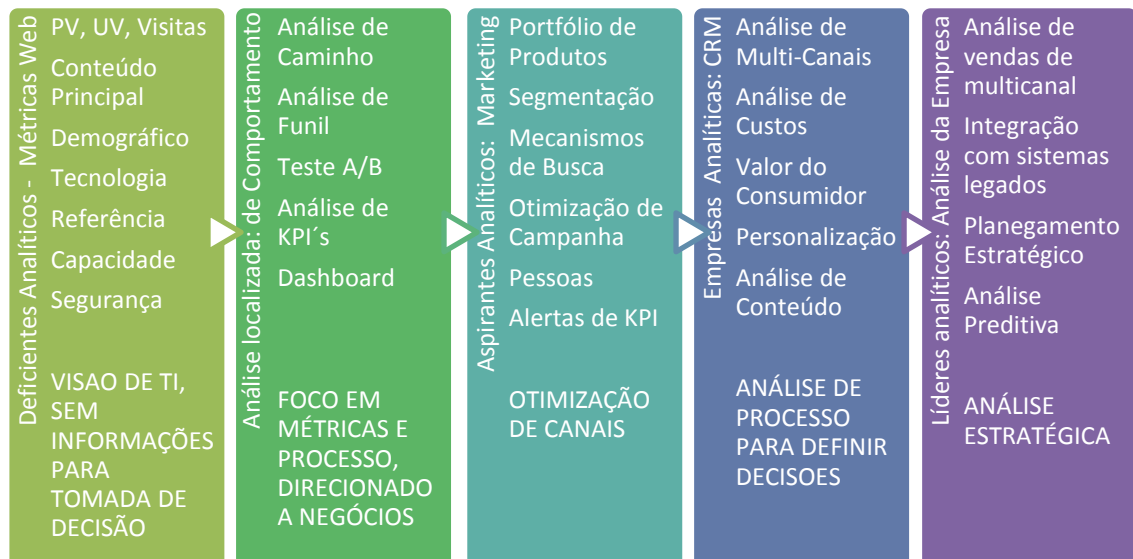 Deficientes Analíticos - Métricas Web
PV, UV, Visitas
Conteúdo
Principal
Demográfico
Tecnologia
Referência
Capacidade
Segurança
VISAO DE TI,
SEM
INFORMAÇÕES
PARA
TOMADA DE
DECISÃO
Análise localizada: de Comportamento
Análise de
Caminho
Análise de
Funil
Teste A/B
Análise de
KPI´s
Dashboard
FOCO EM
MÉTRICAS E
PROCESSO,
DIRECIONADO
A NEGÓCIOS
Aspirantes Analíticos: Marketing
Portfólio de
Produtos
Segmentação
Mecanismos
de Busca
Otimização de
Campanha
Pessoas
Alertas de KPI
OTIMIZAÇÃO
DE CANAIS
Empresas Analíticas: CRM
Análise de
Multi-Canais
Análise de
Custos
Valor do
Consumidor
Personalização
Análise de
Conteúdo
ANÁLISE DE
PROCESSO
PARA DEFINIR
DECISOES
Líderes analíticos: Análise da Empresa
Análise de
vendas de
multicanal
Integração
com sistemas
legados
Planegamento
Estratégico
Análise
Preditiva
ANÁLISE
ESTRATÉGICA